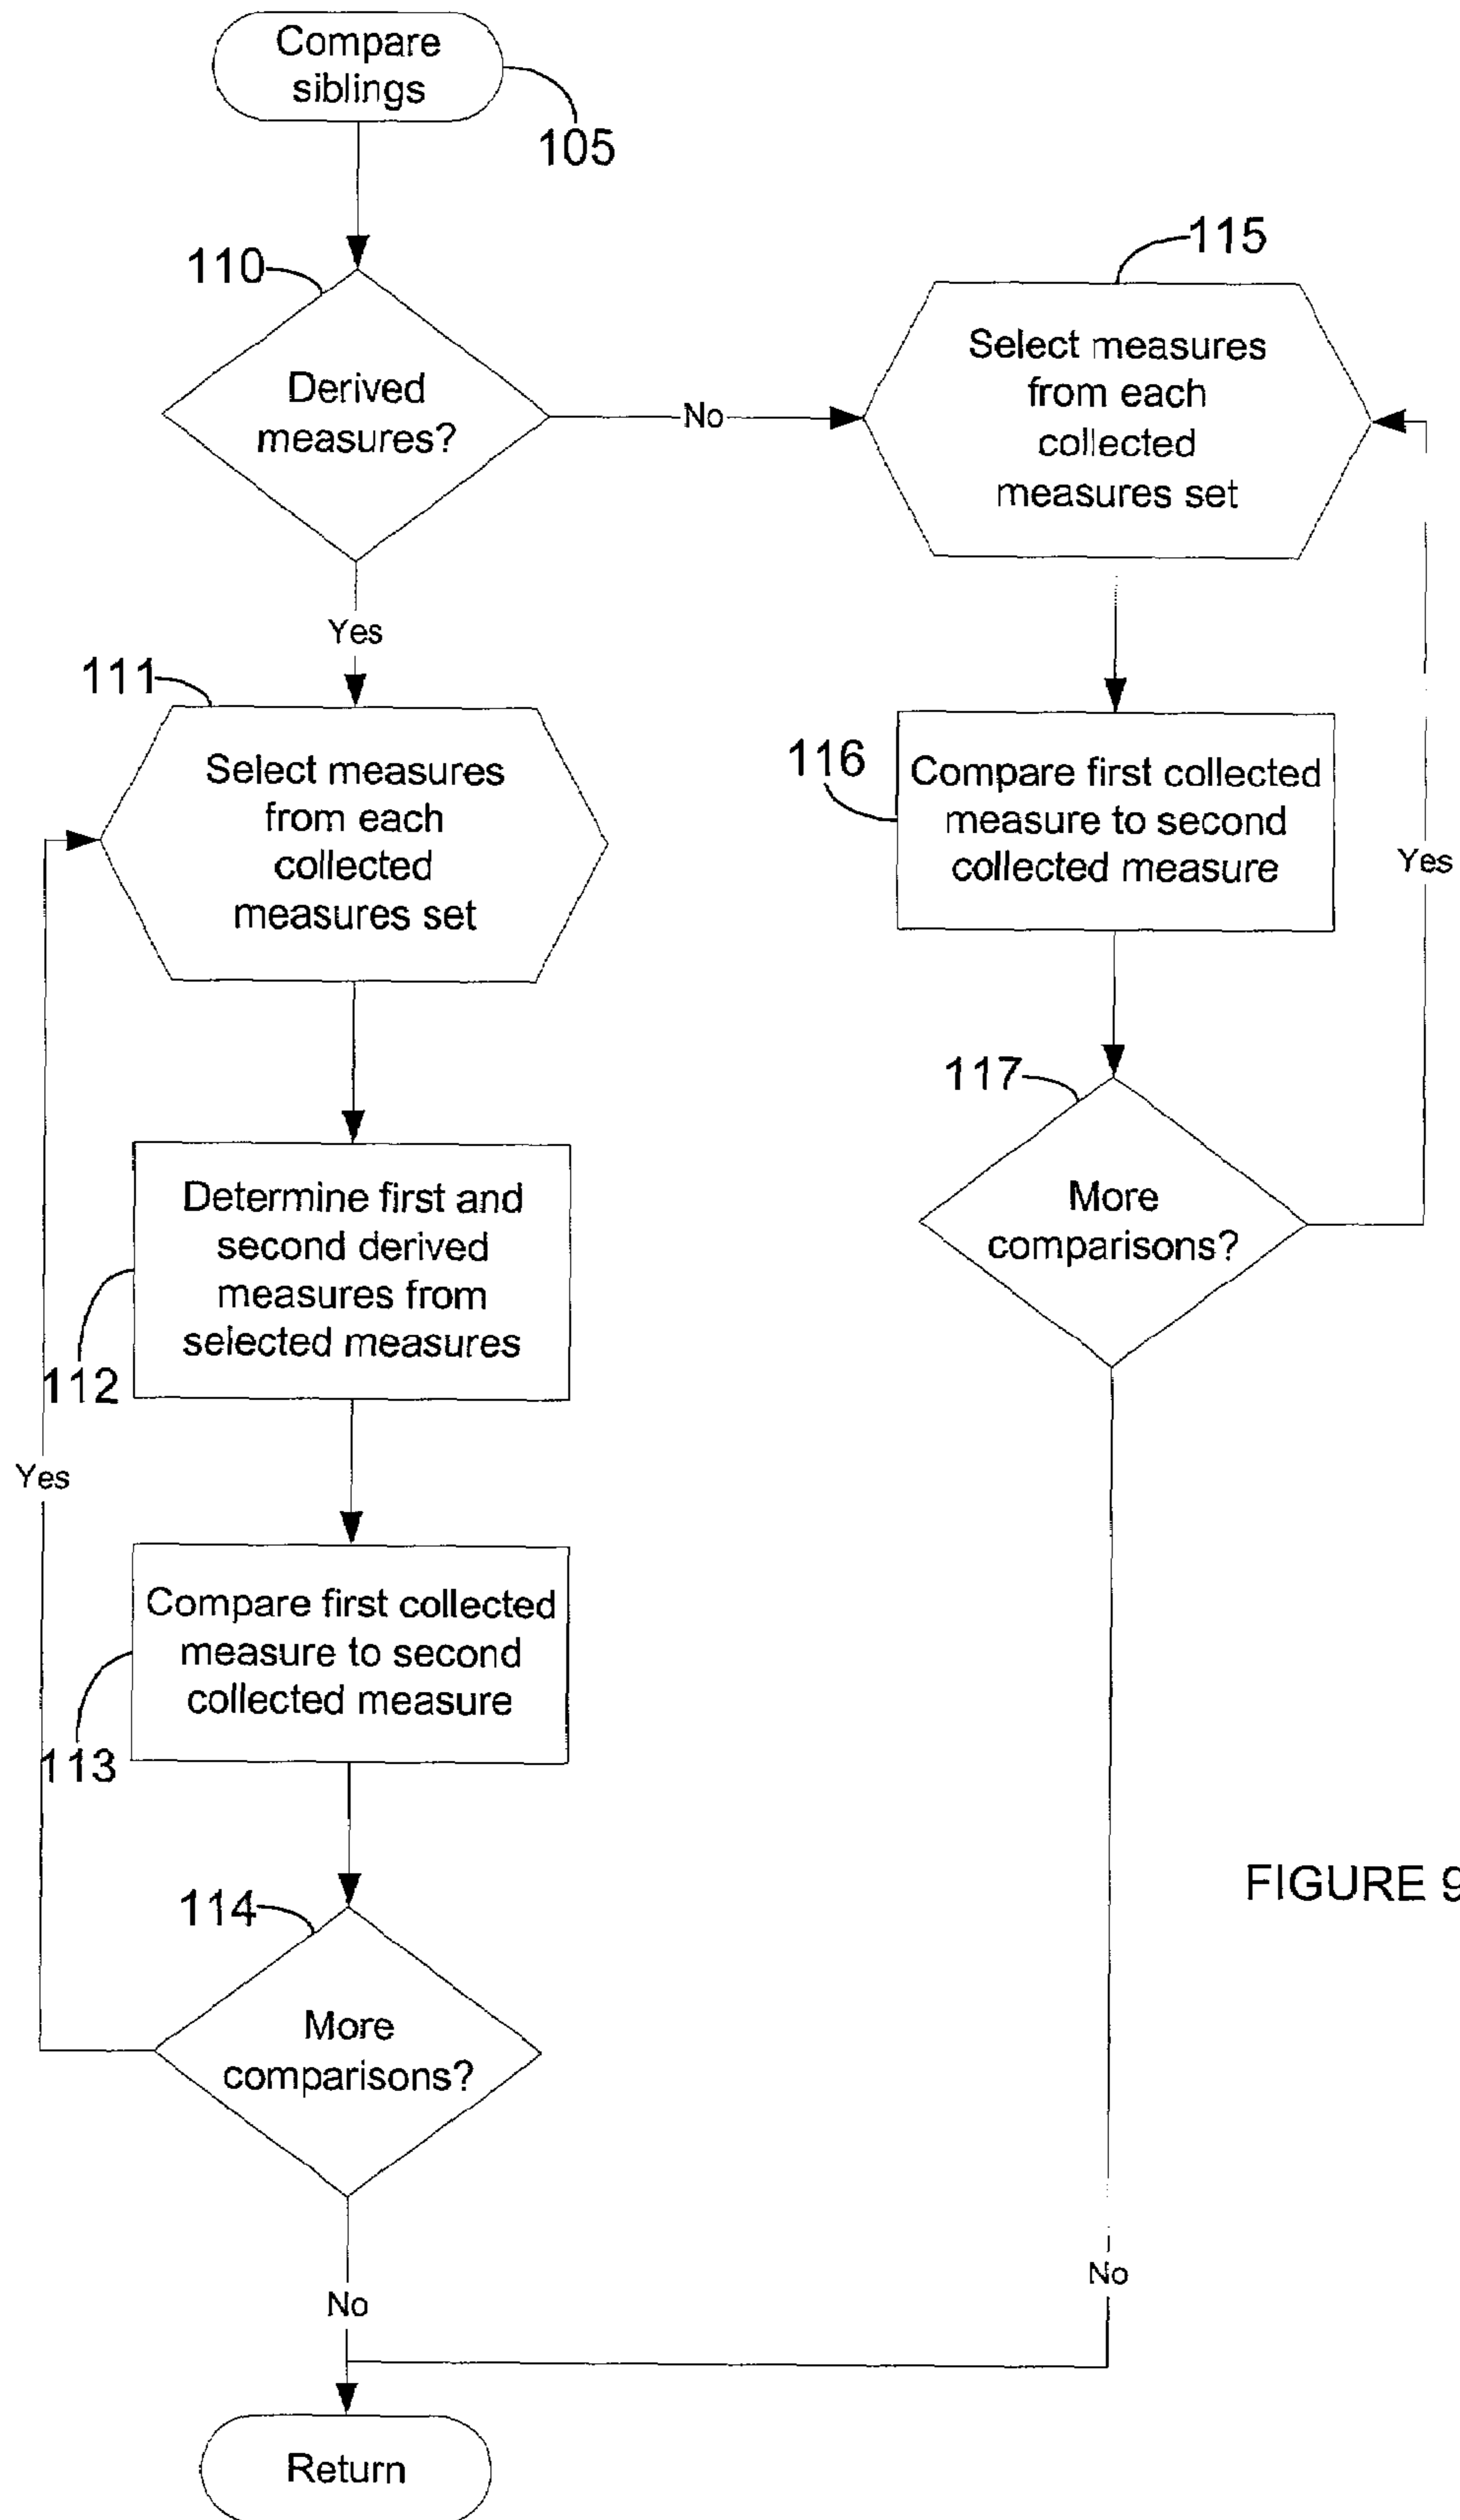 Compare
siblings
105
110
Derived
measures?
No
115
Select measures
from each
collected
measures set
Yes
111
Select measures
from each
collected
measures set
116
Compare first collected
measure to second
collected measure
Yes
117
More
comparisons?
Determine first and
second derived
measures from
selected measures
112
Yes
Compare first collected
measure to second
collected measure
113
114
More
comparisons?
FIGURE 9
No
No
Return